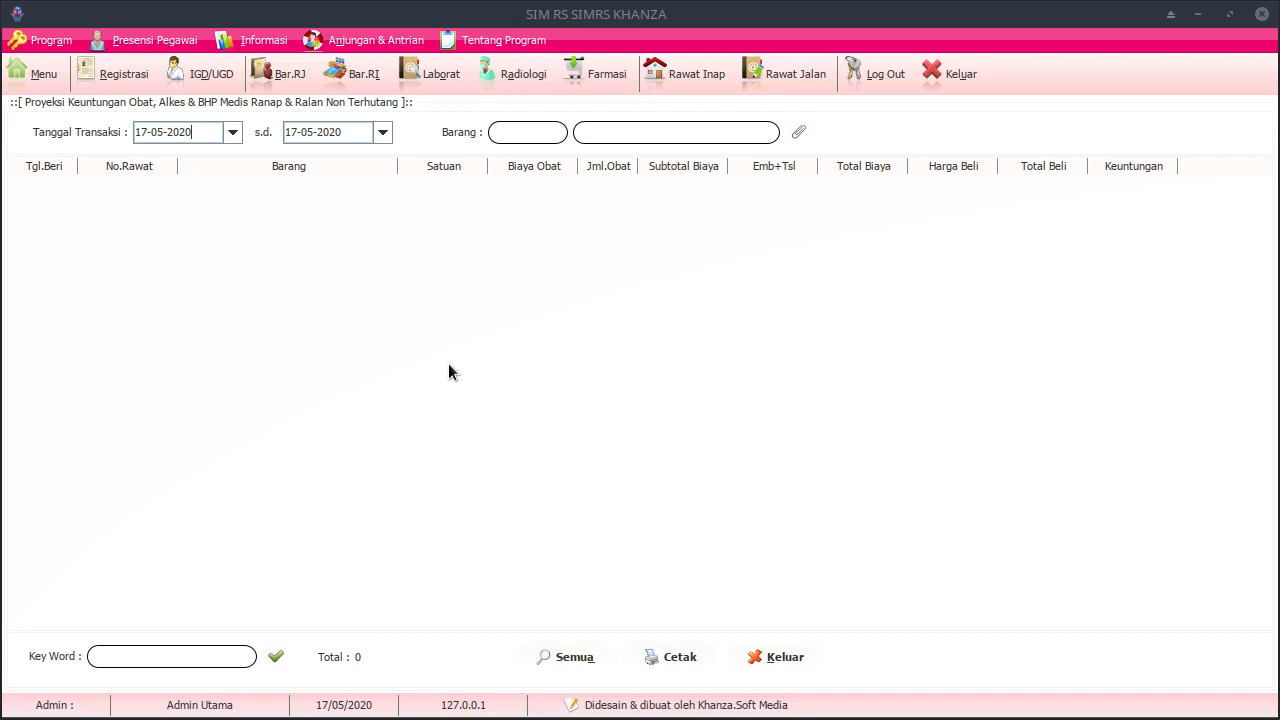 SIM RS SIMRS KHANZA
Program Presensi Pegawai Informasi Anjungan & Antrian Tentang Program
Menu Registrasi IGD/UGD Bar.RJ Bar.RI Laborat Radiologi Farmasi Rawat Inap Rawat Jalan Log Out Keluar
::[ Proyeksi Keuntungan Obat, Alkes & BHP Medis Ranap & Ralan Non Terhutang ]::
Tanggal Transaksi : 17-05-2020 s.d. 17-05-2020 Barang :
Tgl.Beri No.Rawat Barang Satuan Biaya Obat Jml.Obat Subtotal Biaya Emb+Tsl Total Biaya Harga Beli Total Beli Keuntungan
Key Word : Total : 0 Semua Cetak Keluar
Admin : Admin Utama 17/05/2020 127.0.0.1 Didesain & dibuat oleh Khanza.Soft Media